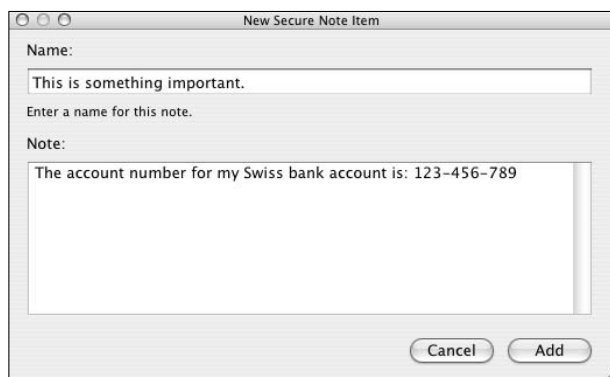 New Secure Note Item
Name:
This is something important.
Enter a name for this note.
Note:
The account number for my Swiss bank account is: 123-456-789
Cancel Add